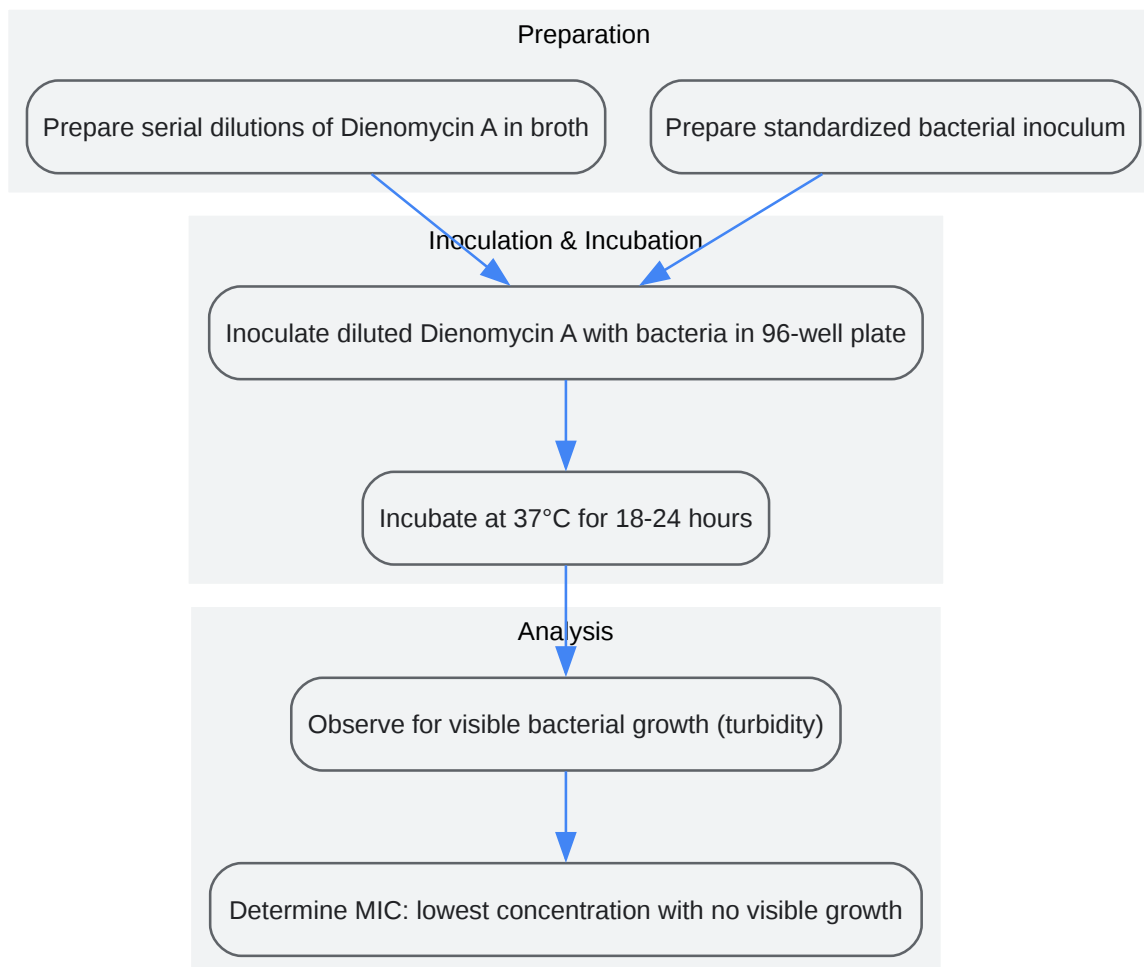 Preparation
Prepare serial dilutions of Dienomycin A in broth
Prepare standardized bacterial inoculum
Inoculation & Incubation
Inoculate diluted Dienomycin A with bacteria in 96-well plate
Incubate at 37°C for 18-24 hours
Analysis
Observe for visible bacterial growth (turbidity)
Determine MIC: lowest concentration with no visible growth